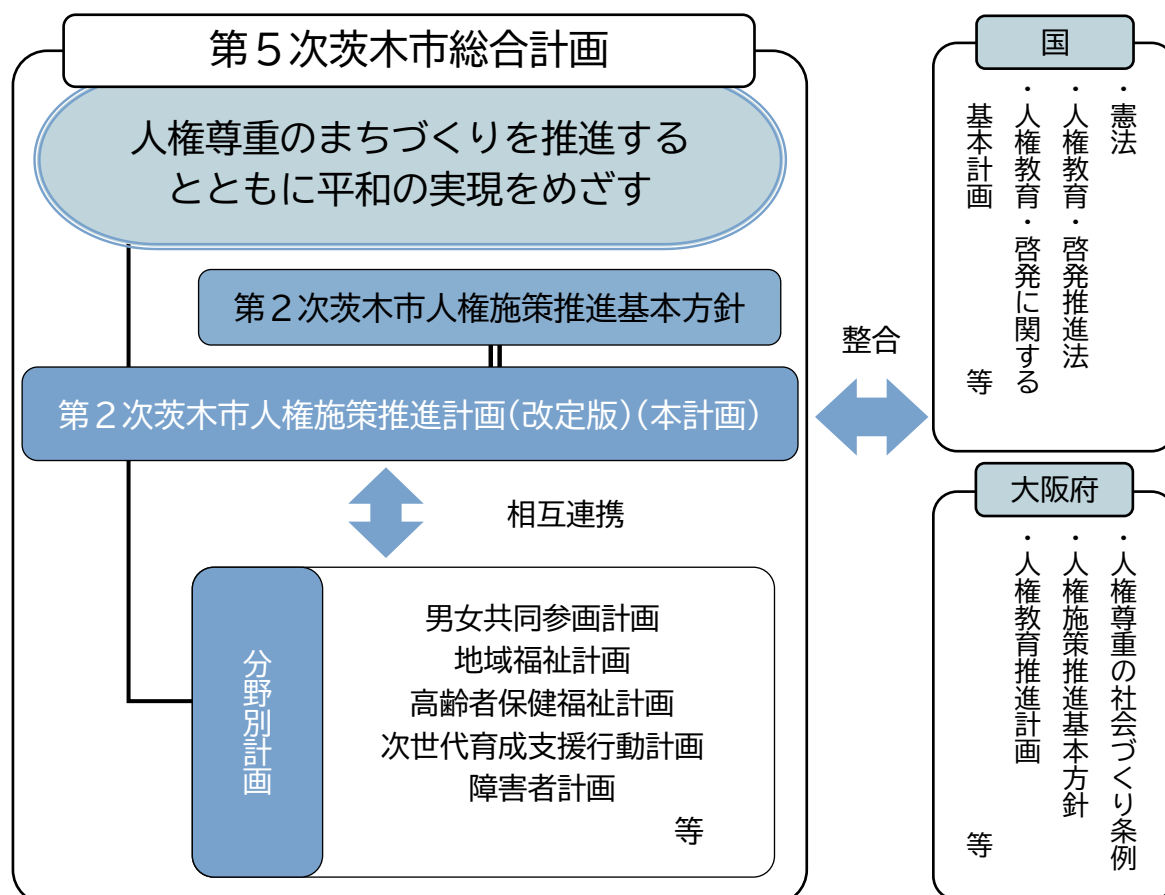 第５次茨木市総合計画
人権尊重のまちづくりを推進する
とともに平和の実現をめざす
第２次茨木市人権施策推進基本方針
第２次茨木市人権施策推進計画(改定版)(本計画)
相互連携
分野別計画
男女共同参画計画
地域福祉計画
高齢者保健福祉計画
次世代育成支援行動計画
障害者計画
等
整合
国
・憲法
・人権教育・啓発推進法
・人権教育・啓発に関する
基本計画
等
大阪府
・人権尊重の社会づくり条例
・人権施策推進基本方針
・人権教育推進計画
等